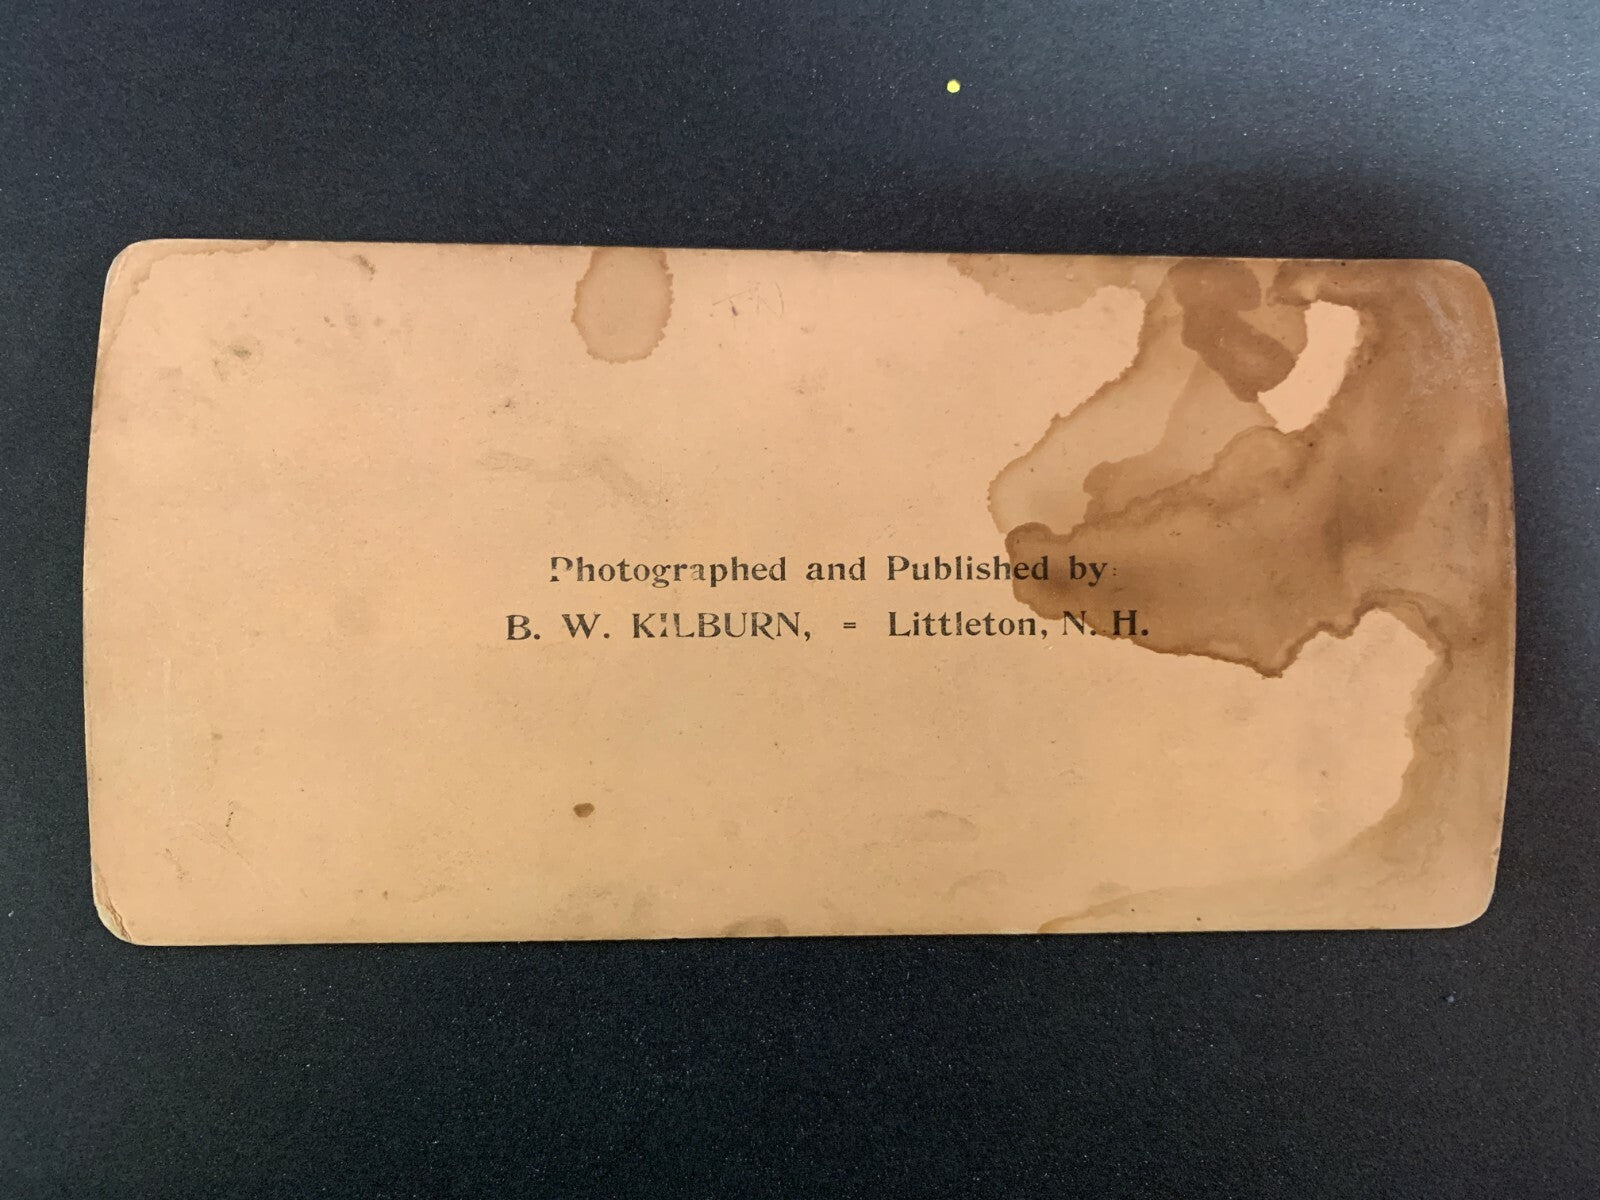 Photographed and Published by:
B. W. KILBURN, = Littleton, N. H.